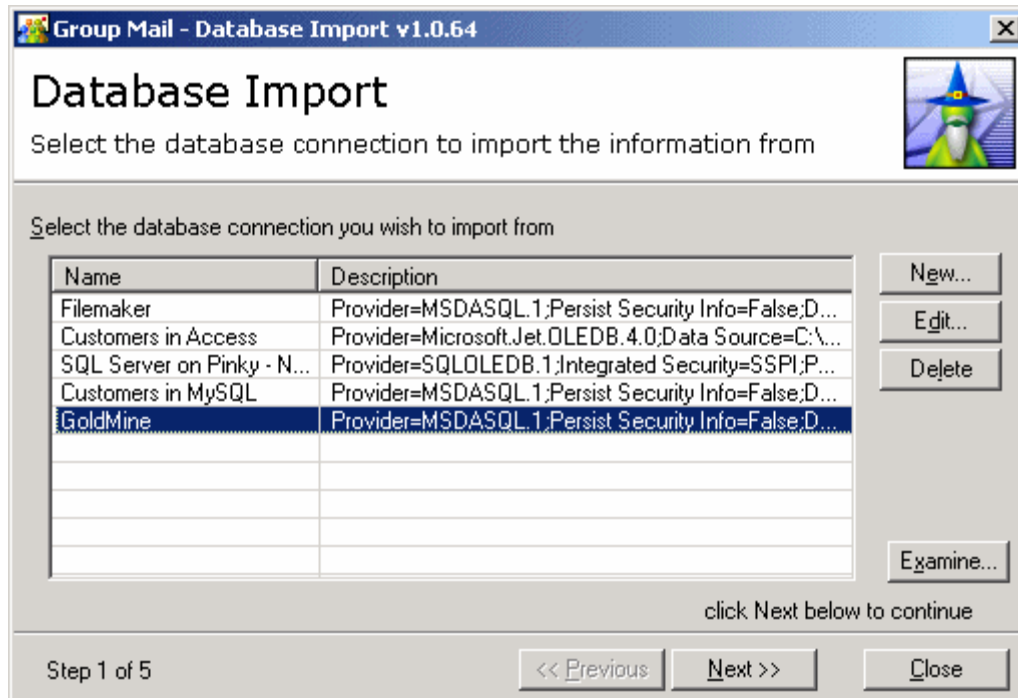 Group Mail - Database Import v1.0.64
Database Import
Select the database connection to import the information from
Select the database connection you wish to import from
Name Description
Filemaker Provider=MSDASQL.1;Persist Security Info=False;D...
Customers in Access Provider=Microsoft.Jet.OLEDB.4.0;Data Source=C:\...
SQL Server on Pinky - N... Provider=SQLOLEDB.1;Integrated Security=SSPI;P...
Customers in MySQL Provider=MSDASQL.1;Persist Security Info=False;D...
GoldMine Provider=MSDASQL.1;Persist Security Info=False;D...
New...
Edit...
Delete
Examine...
click Next below to continue
Step 1 of 5 << Previous Next >> Close